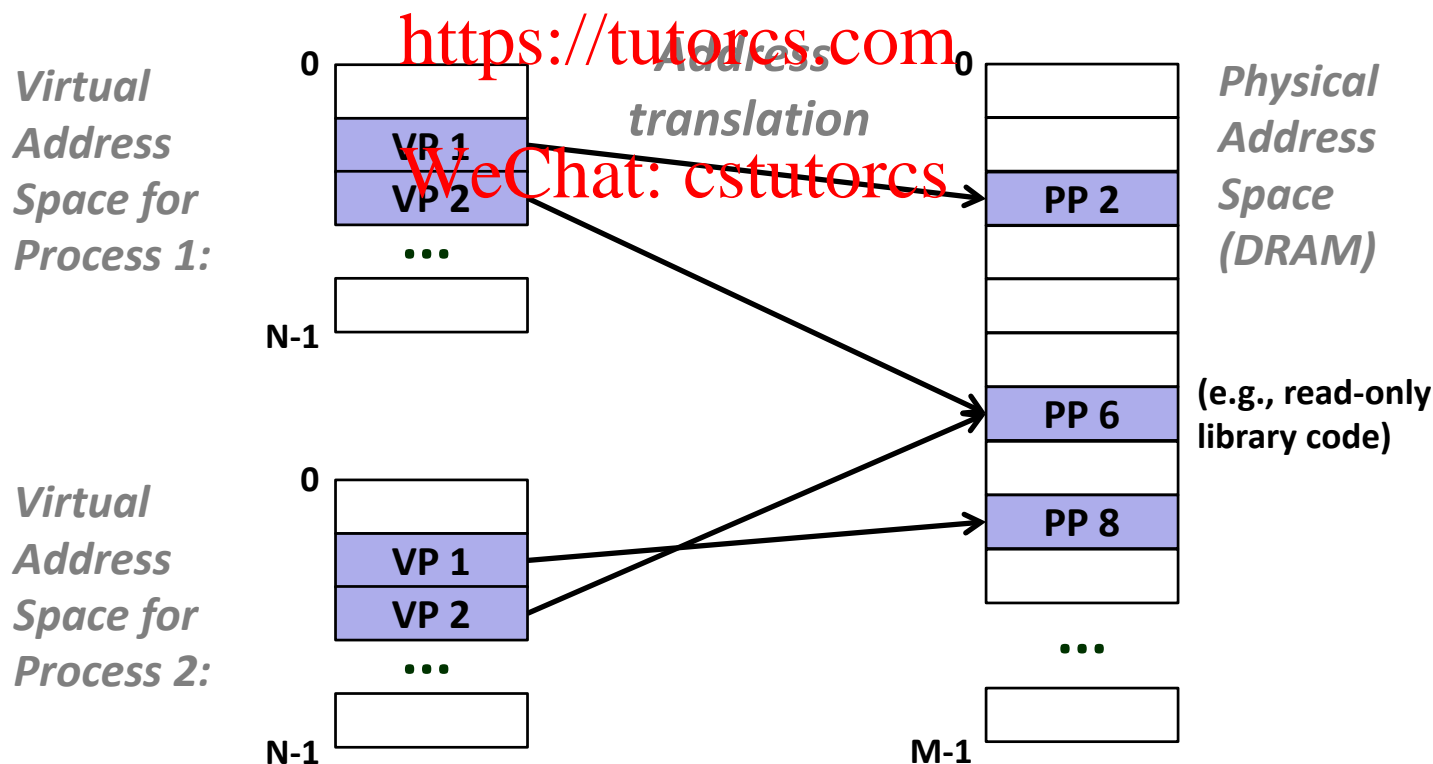 https://tutorcs.com
Address
translation
WeChat: cstutorcs
Virtual
Address
Space for
Process 1:
0
VP 1
VP 2
...
N-1
0
PP 2
PP 6
PP 8
...
M-1
Physical
Address
Space
(DRAM)
(e.g., read-only
library code)
Virtual
Address
Space for
Process 2:
0
VP 1
VP 2
...
N-1